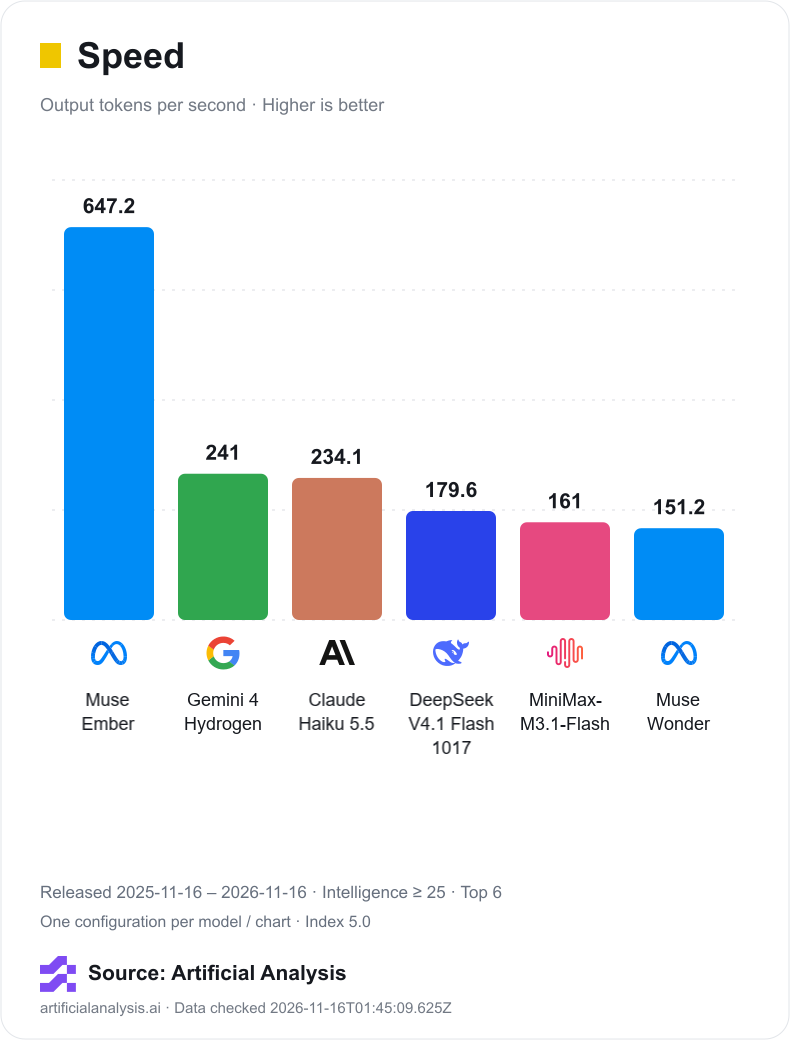 Speed
Output tokens per second · Higher is better
647.2
241
234.1
179.6
161
151.2
Muse
Ember
Gemini 4
Hydrogen
Claude
Haiku 5.5
DeepSeek
V4.1 Flash
1017
MiniMax-
M3.1-Flash
Muse
Wonder
Released 2025-11-16 – 2026-11-16 · Intelligence ≥ 25 · Top 6
One configuration per model / chart · Index 5.0
Source: Artificial Analysis
artificialanalysis.ai · Data checked 2026-11-16T01:45:09.625Z